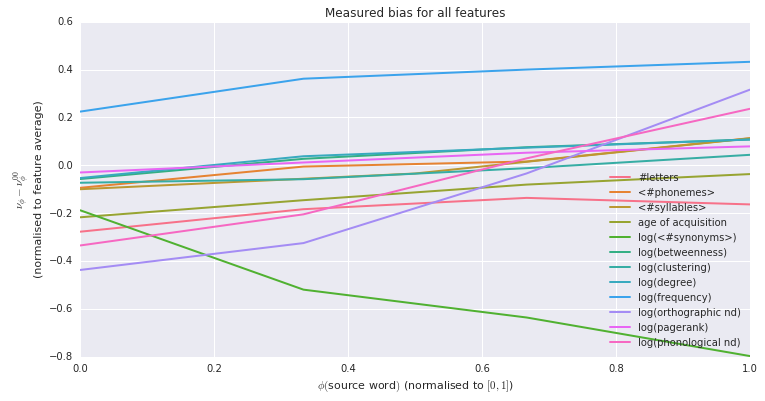 Measured bias for all features
0.6
0.4
0.2
0.0
−0.2
−0.4
−0.6
−0.8
ν_ϕ − ν_ϕ^00
(normalised to feature average)
#letters
<#phonemes>
<#syllables>
age of acquisition
log(<#synonyms>)
log(betweenness)
log(clustering)
log(degree)
log(frequency)
log(orthographic nd)
log(pagerank)
log(phonological nd)
0.0 0.2 0.4 0.6 0.8 1.0
ϕ(source word) (normalised to [0, 1])